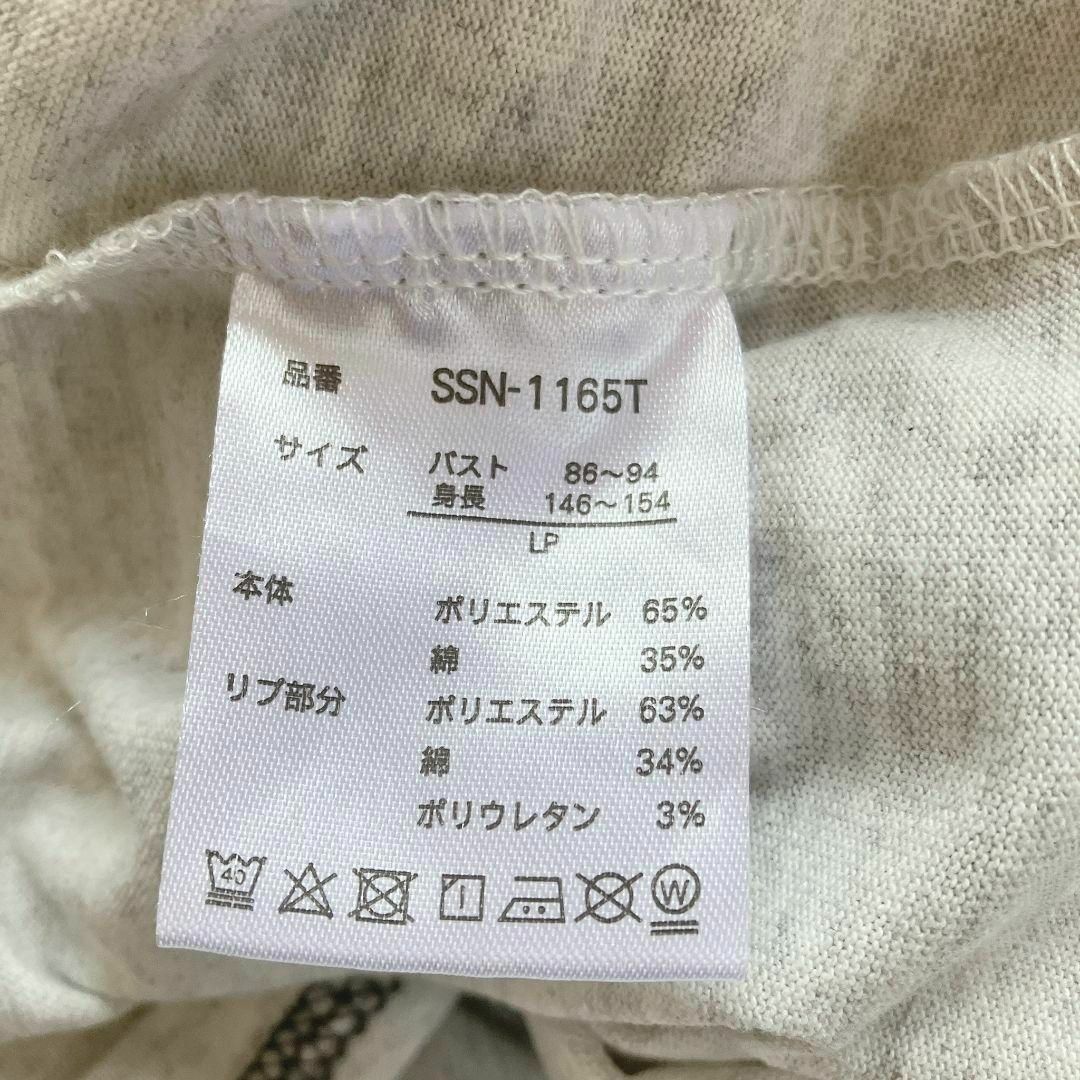 品番 SSN-1165T
サイズ バスト 86～94
身長 146～154
LP
本体 ポリエステル 65%
綿 35%
リブ部分 ポリエステル 63%
綿 34%
ポリウレタン 3%
40 W